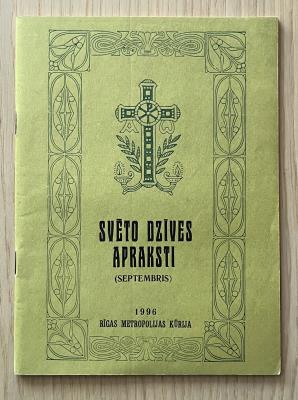 SVĒTO DZĪVES
APRAKSTI
(SEPTEMBRIS)
1996
RĪGAS METROPOLIJAS KŪRIJA